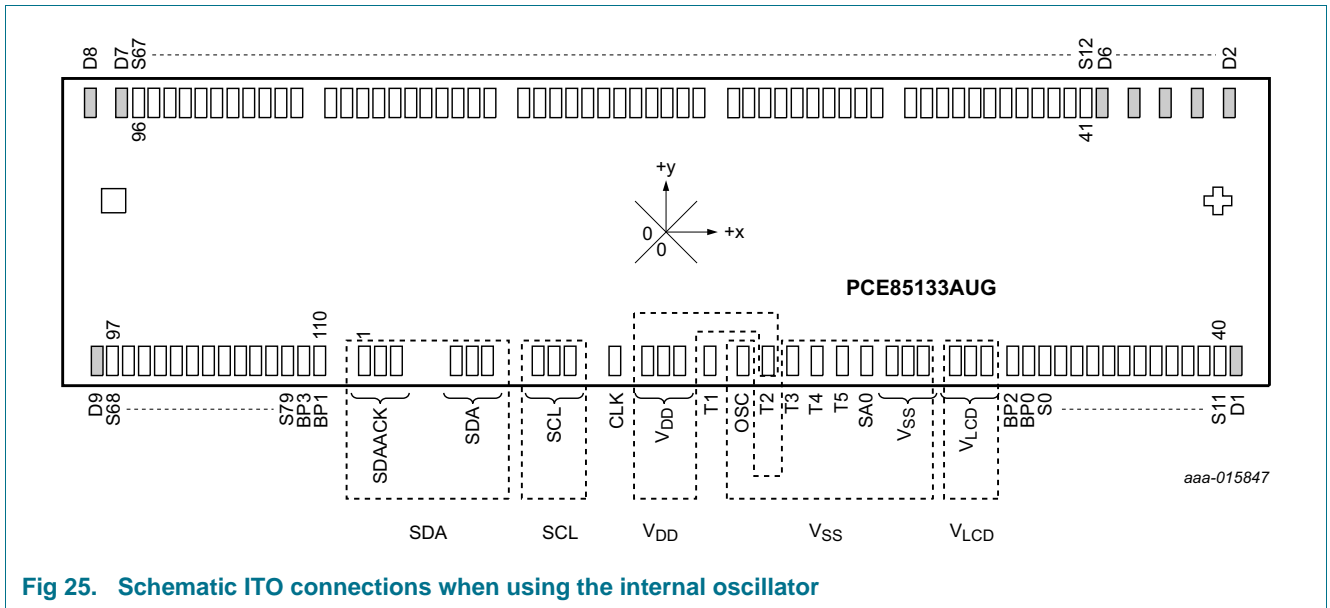 D8 D7 S67 S12 D6 D2
96 41
+y
0 +x
0
PCE85133AUG
97 110 1 40
D9 S68 S79 BP3 BP1 SDAACK SDA SCL CLK VDD T1 OSC T2 T3 T4 T5 SA0 VSS VLCD BP2 BP0 S0 S11 D1
aaa-015847
SDA SCL VDD VSS VLCD
Fig 25. Schematic ITO connections when using the internal oscillator